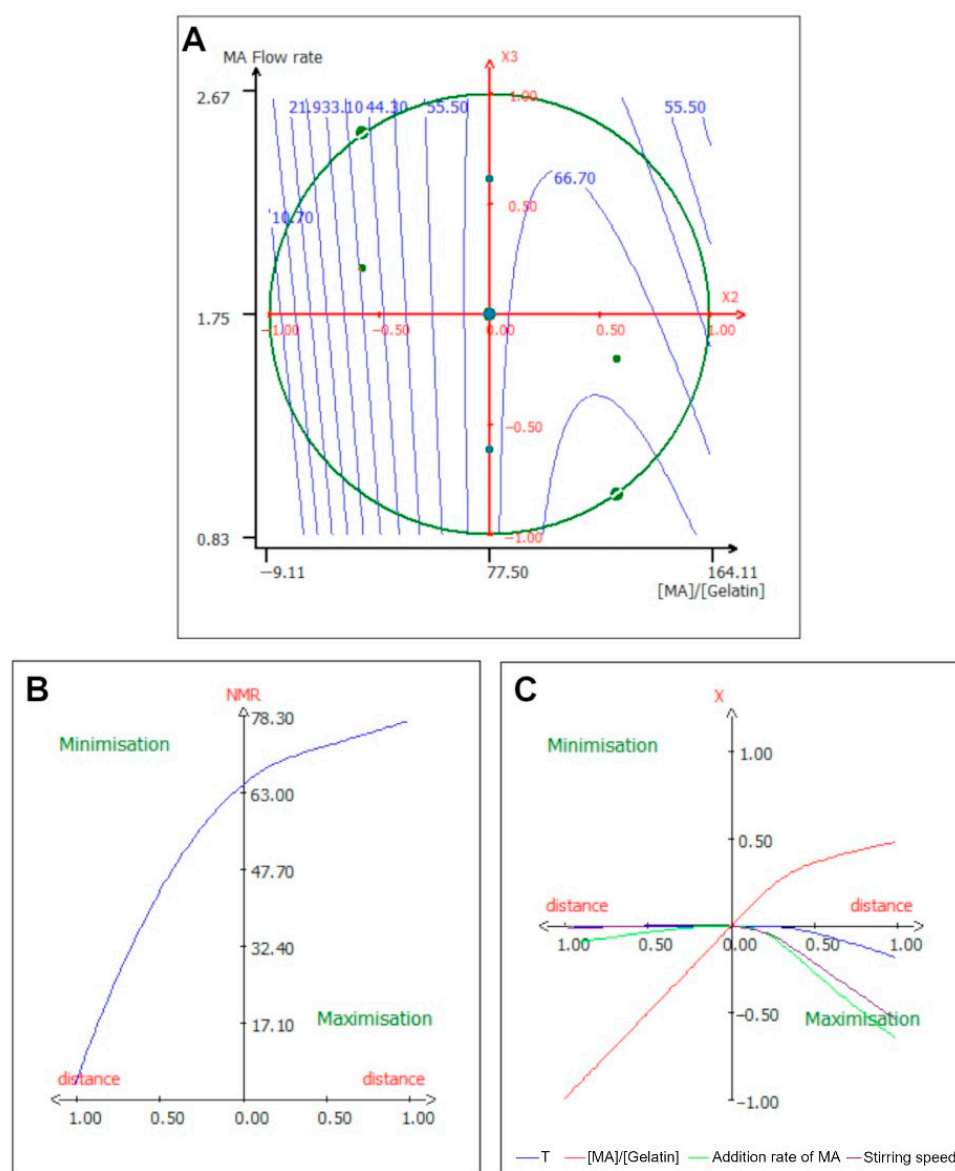 A
MA Flow rate
X3
2.67
1.00
21.933.10 44.30 55.50
55.50
66.70
0.50
10.70
X2
1.75
-1.00
-0.50
0.00
0.50
1.00
-0.50
0.83
-1.00
-9.11
77.50
164.11
[MA]/[Gelatin]
B
NMR
78.30
Minimisation
63.00
47.70
32.40
17.10
Maximisation
distance
distance
1.00
0.50
0.00
0.50
1.00
C
X
Minimisation
1.00
0.50
distance
distance
1.00
0.50
0.00
0.50
1.00
-0.50
Maximisation
-1.00
T
[MA]/[Gelatin]
Addition rate of MA
Stirring speed